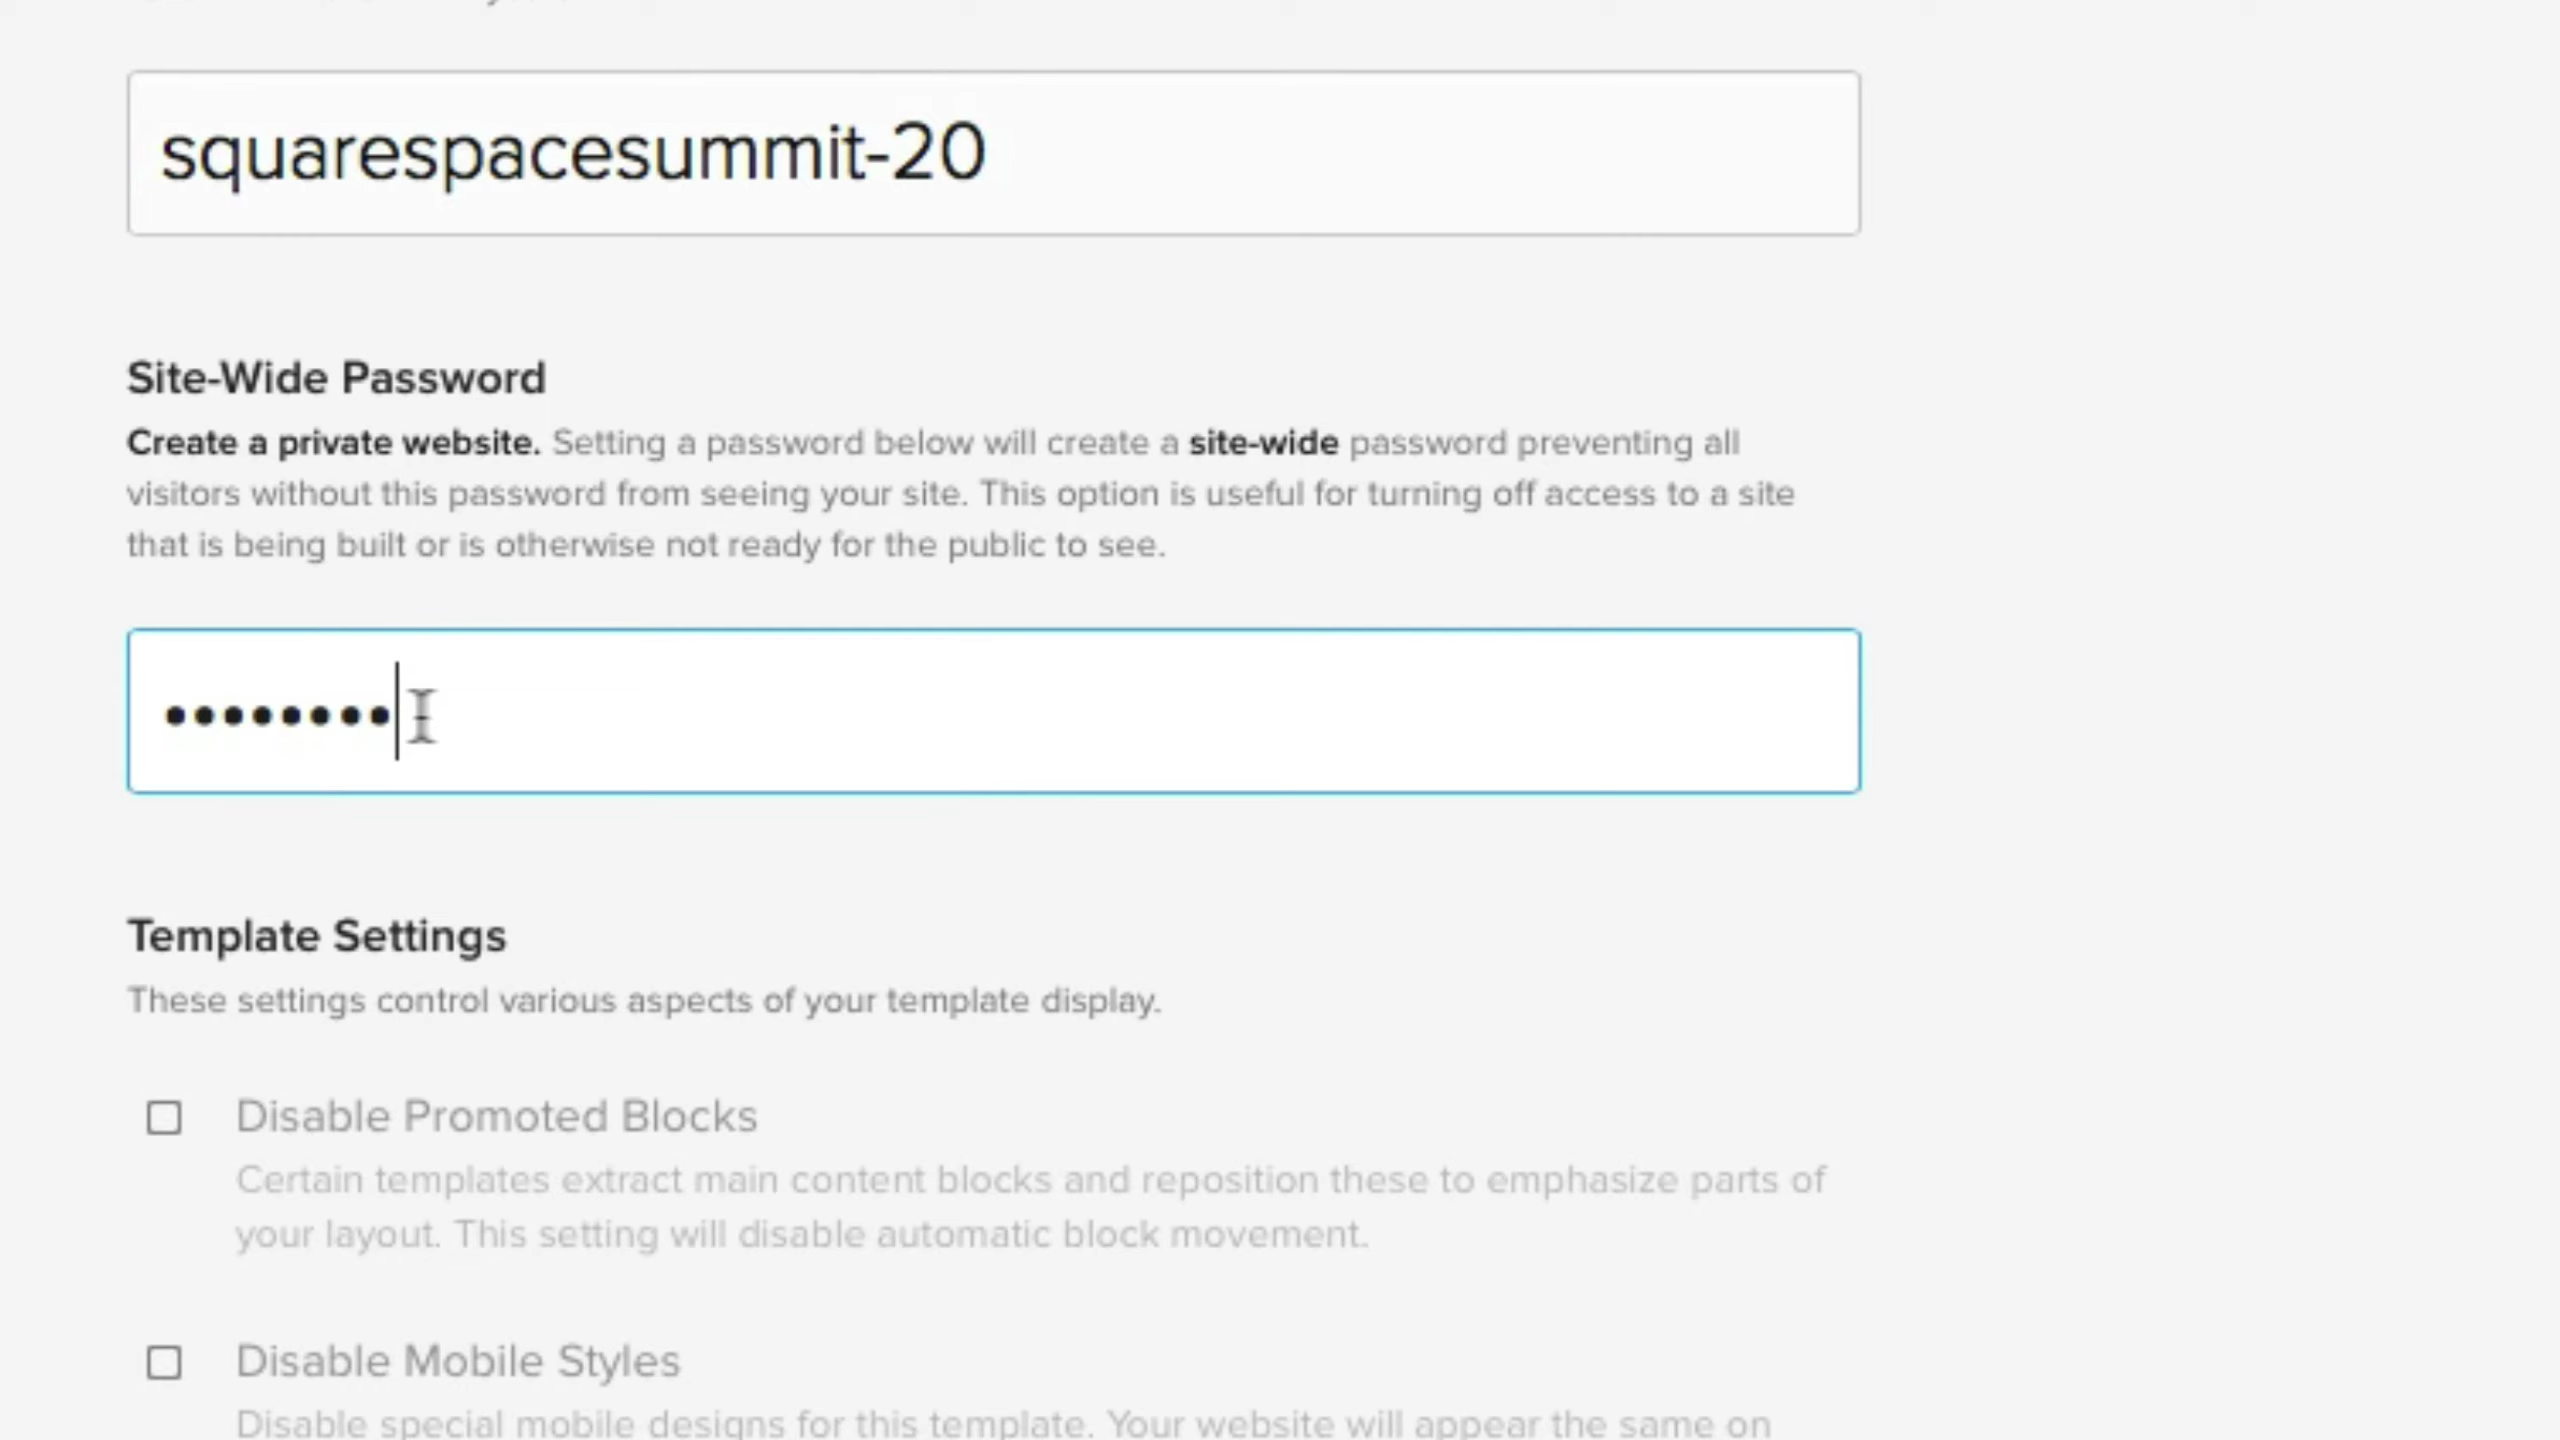 squarespacesummit-20
Site-Wide Password
Create a private website. Setting a password below will create a site-wide password preventing all
visitors without this password from seeing your site. This option is useful for turning off access to a site
that is being built or is otherwise not ready for the public to see.
••••••••
Template Settings
These settings control various aspects of your template display.
Disable Promoted Blocks
Certain templates extract main content blocks and reposition these to emphasize parts of
your layout. This setting will disable automatic block movement.
Disable Mobile Styles
Disable special mobile designs for this template. Your website will appear the same on